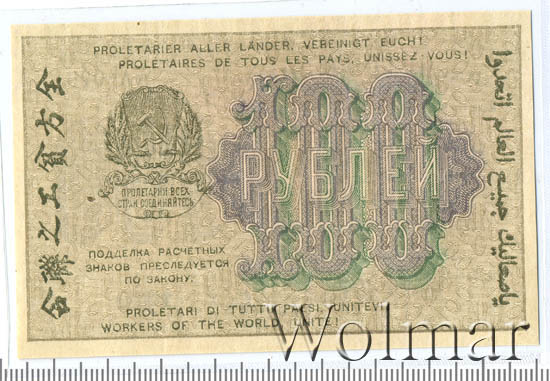 PROLETARIER ALLER LÄNDER, VEREINIGT EUCH!
PROLÉTAIRES DE TOUS LES PAYS, UNISSEZ-VOUS!
ПРОЛЕТАРИИ ВСЕХ
СТРАН СОЕДИНЯЙТЕСЬ
100
РУБЛЕЙ
ПОДДЕЛКА РАСЧЕТНЫХ
ЗНАКОВ ПРЕСЛЕДУЕТСЯ
ПО ЗАКОНУ.
PROLETARI DI TUTTI I PAESI, UNITEVI!
WORKERS OF THE WORLD, UNITE!
Wolmar